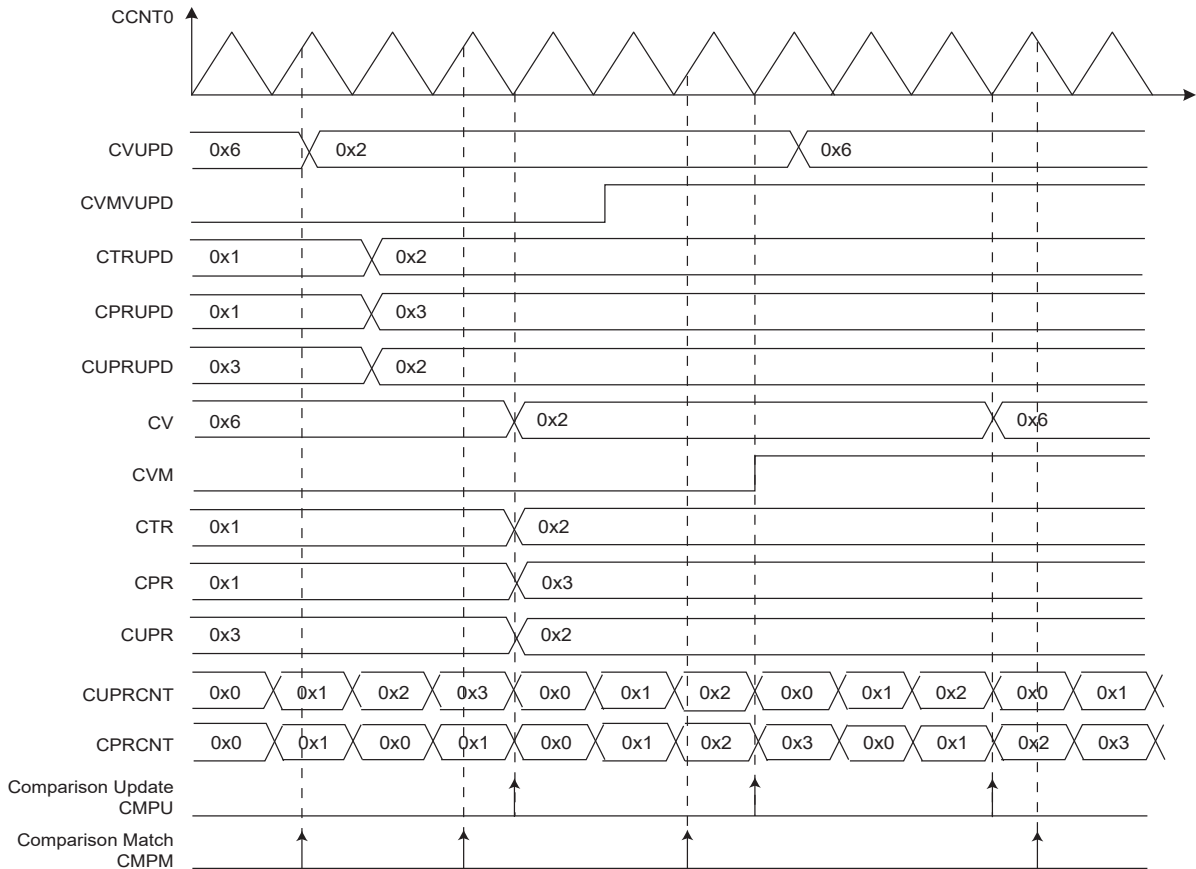 CCNT0
CVUPD 0x6 0x2 0x6
CVMVUPD
CTRUPD 0x1 0x2
CPRUPD 0x1 0x3
CUPRUPD 0x3 0x2
CV 0x6 0x2 0x6
CVM
CTR 0x1 0x2
CPR 0x1 0x3
CUPR 0x3 0x2
CUPRCNT 0x0 0x1 0x2 0x3 0x0 0x1 0x2 0x0 0x1 0x2 0x0 0x1
CPRCNT 0x0 0x1 0x0 0x1 0x0 0x1 0x2 0x3 0x0 0x1 0x2 0x3
Comparison Update
CMPU
Comparison Match
CMPM